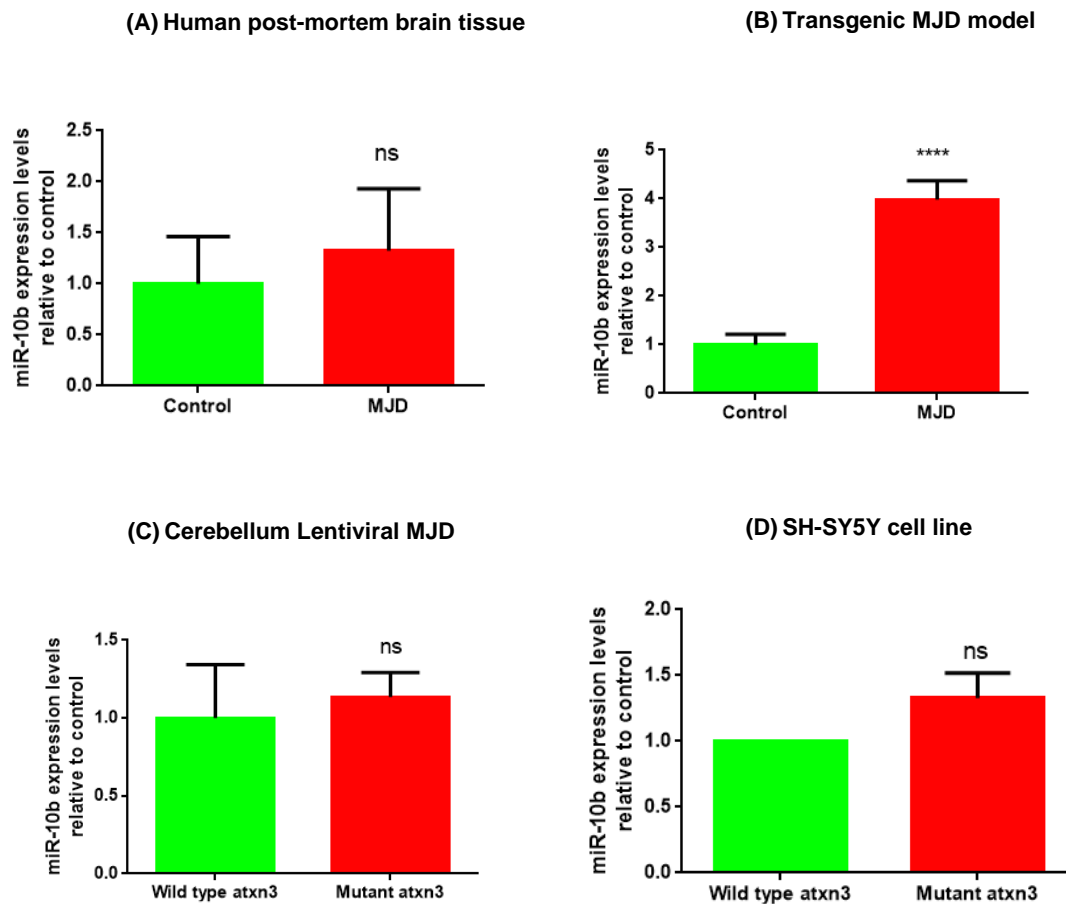 (A) Human post-mortem brain tissue
miR-10b expression levels
relative to control
2.5
2.0
1.5
1.0
0.5
0.0
ns
Control
MJD
(B) Transgenic MJD model
miR-10b expression levels
relative to control
5
4
3
2
1
0
****
Control
MJD
(C) Cerebellum Lentiviral MJD
miR-10b expression levels
relative to control
1.5
1.0
0.5
0.0
ns
Wild type atxn3
Mutant atxn3
(D) SH-SY5Y cell line
miR-10b expression levels
relative to control
2.0
1.5
1.0
0.5
0.0
ns
Wild type atxn3
Mutant atxn3